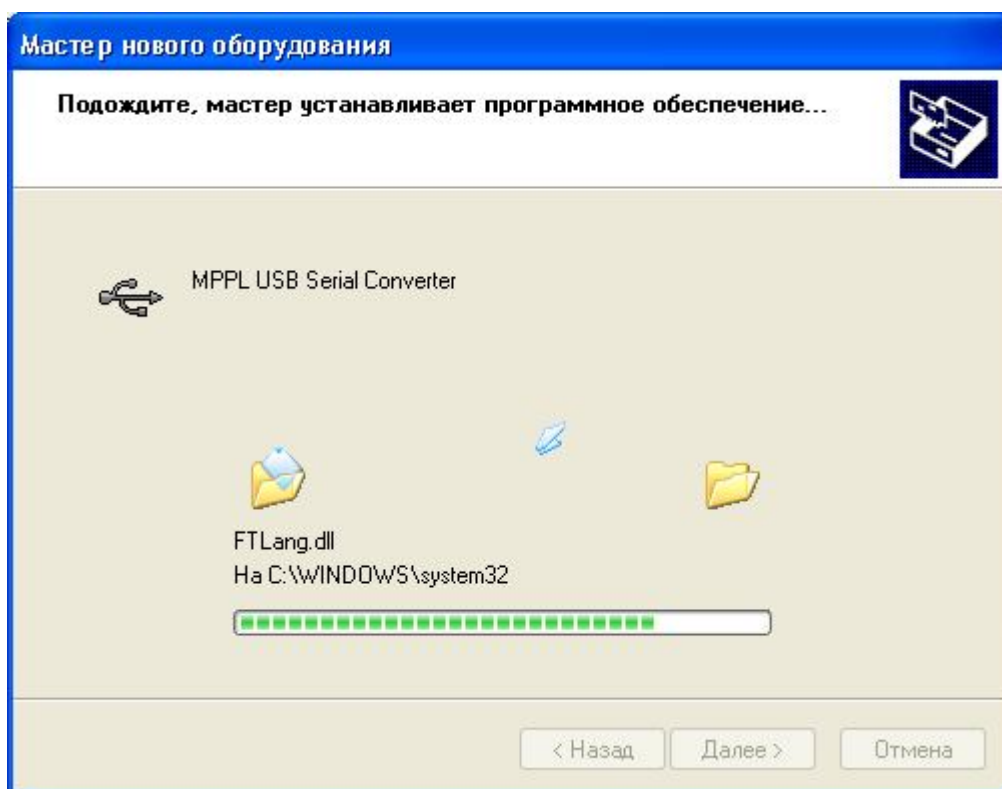 Мастер нового оборудования
Подождите, мастер устанавливает программное обеспечение...
MPPL USB Serial Converter
FTLang.dll
На C:\WINDOWS\system32
< Назад
Далее >
Отмена